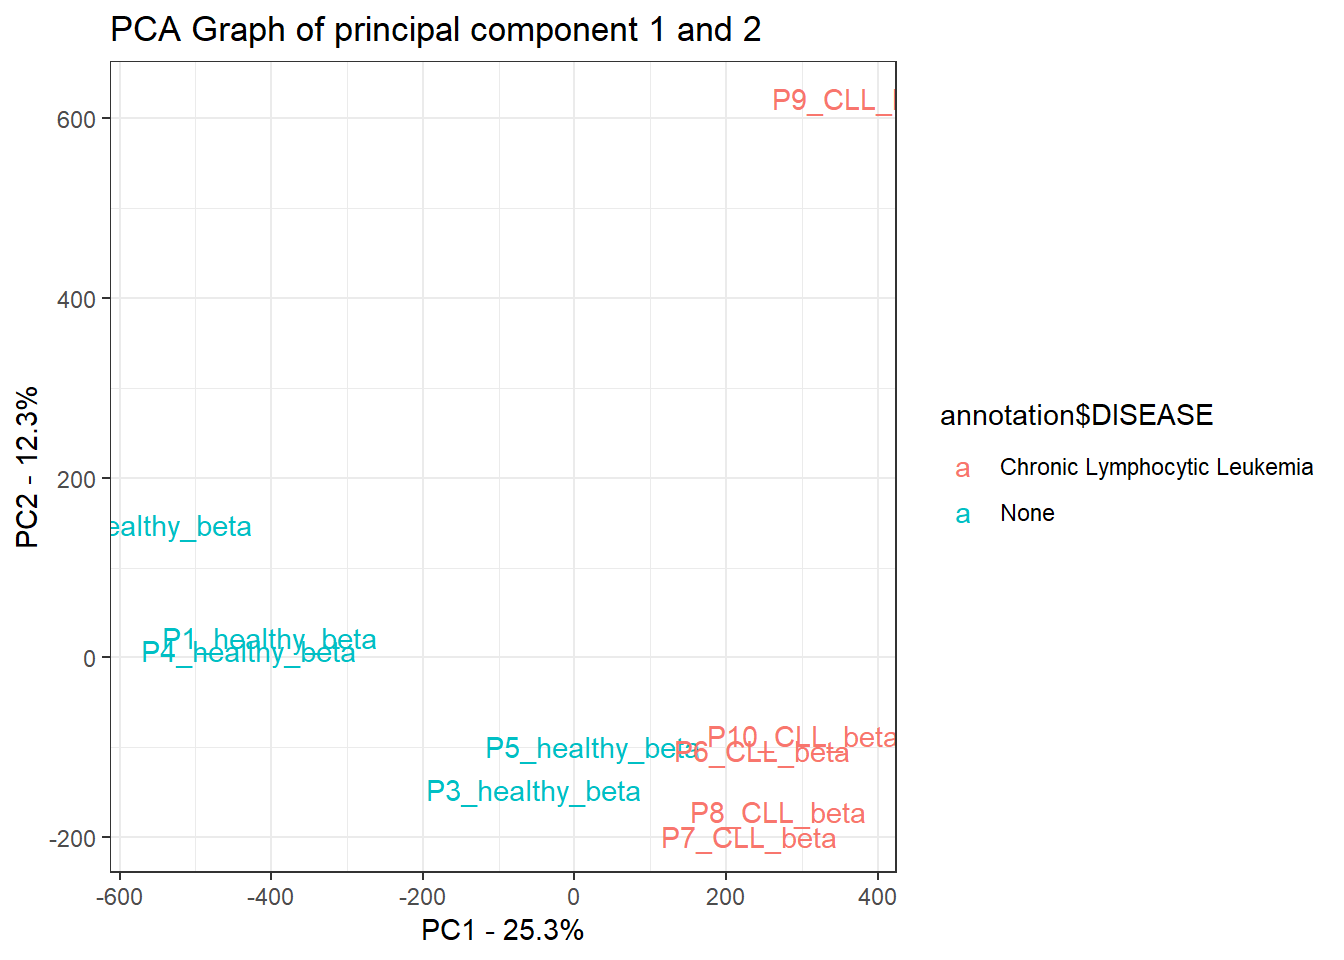 PCA Graph of principal component 1 and 2
P9_CLL_
600
400
annotation$DISEASE
a Chronic Lymphocytic Leukemia
a None
PC2 - 12.3%
200
ealthy_beta
P1_healthy_beta
P4_healthy_beta
0
P10_CLL_beta
P5_healthy_beta
P6_CLL_beta
P3_healthy_beta
P8_CLL_beta
P7_CLL_beta
-200
-600 -400 -200 0 200 400
PC1 - 25.3%